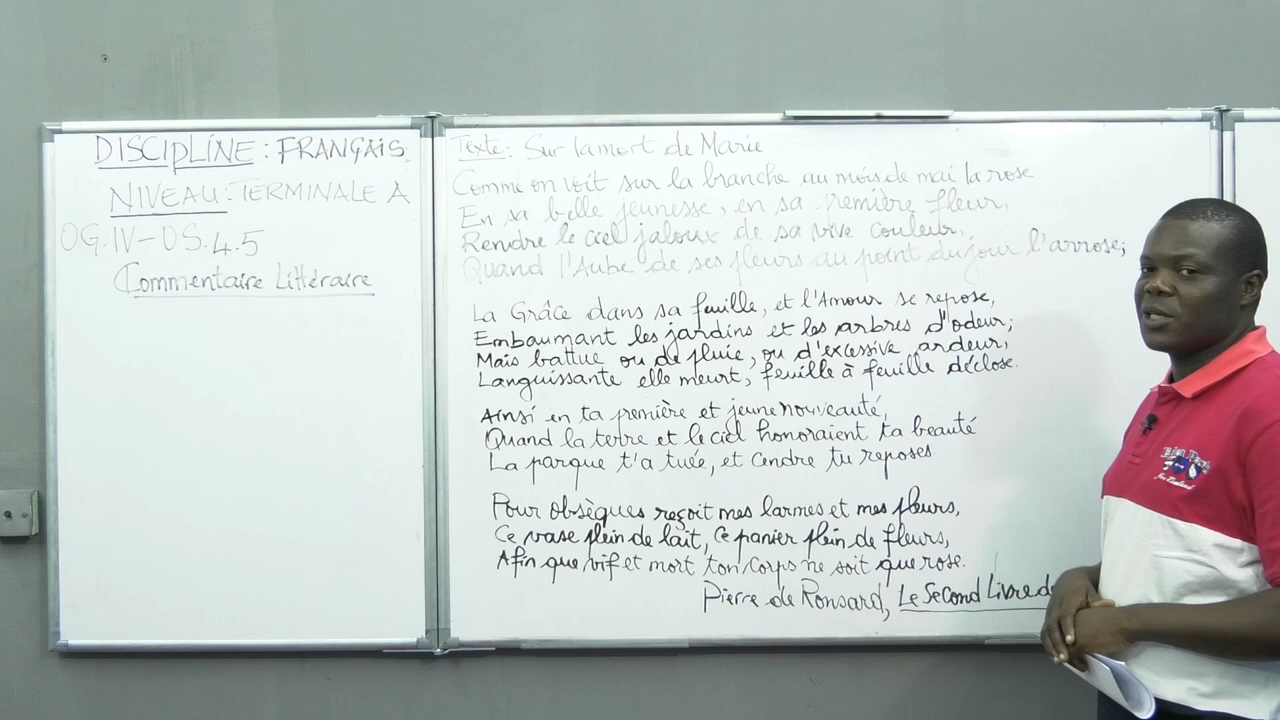 DISCIPLINE : FRANÇAIS.
NIVEAU : TERMINALE A
OG.IV - OS.4.5
Commentaire Littéraire
Texte : Sur la mort de Marie
Comme on voit sur la branche au mois de mai la rose
En sa belle jeunesse, en sa première fleur,
Rendre le ciel jaloux de sa vive couleur,
Quand l'Aube de ses fleurs au point du jour l'arrose;
La Grâce dans sa feuille, et l'Amour se repose,
Embaumant les jardins et les arbres d'odeur;
Mais battue ou de pluie, ou d'excessive ardeur,
Languissante elle meurt, feuille à feuille déclose.
Ainsi en ta première et jeune nouveauté,
Quand la terre et le ciel honoraient ta beauté
La parque t'a tuée, et cendre tu reposes
Pour obsèques reçoit mes larmes et mes pleurs,
Ce vase plein de lait, ce panier plein de fleurs,
Afin que vif et mort ton corps ne soit que rose.
Pierre de Ronsard, Le Second Livre de